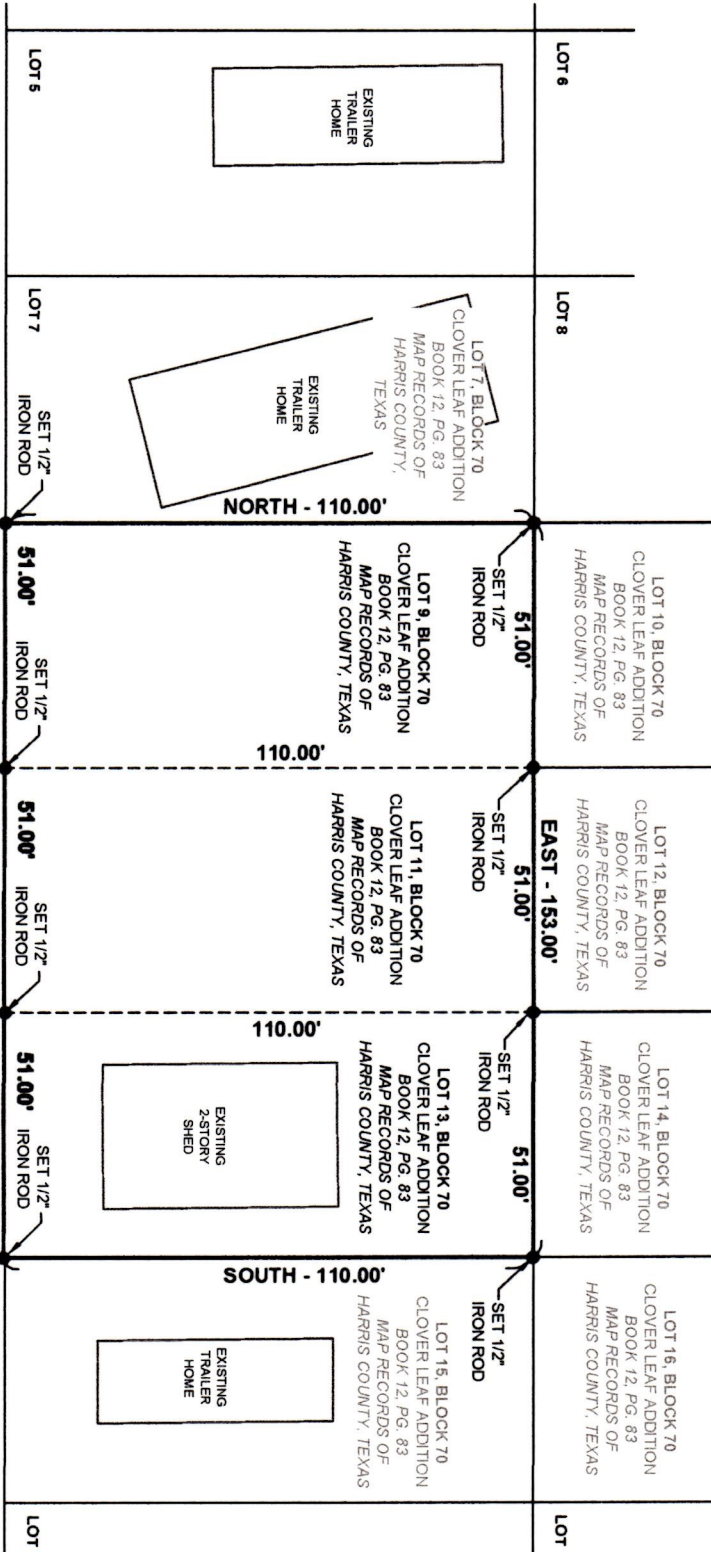 LOT 10, BLOCK 70
CLOVER LEAF ADDITION
BOOK 12, PG. 83
MAP RECORDS OF
HARRIS COUNTY, TEXAS
LOT 12, BLOCK 70
CLOVER LEAF ADDITION
BOOK 12, PG. 83
MAP RECORDS OF
HARRIS COUNTY, TEXAS
LOT 14, BLOCK 70
CLOVER LEAF ADDITION
BOOK 12, PG. 83
MAP RECORDS OF
HARRIS COUNTY, TEXAS
LOT 16, BLOCK 70
CLOVER LEAF ADDITION
BOOK 12, PG. 83
MAP RECORDS OF
HARRIS COUNTY, TEXAS
LOT 6
LOT 8
EAST - 153.00'
LOT
51.00'
51.00'
51.00'
SET 1/2"
IRON ROD
SET 1/2"
IRON ROD
SET 1/2"
IRON ROD
SET 1/2"
IRON ROD
EXISTING
TRAILER
HOME
LOT 7, BLOCK 70
CLOVER LEAF ADDITION
BOOK 12, PG. 83
MAP RECORDS OF
HARRIS COUNTY,
TEXAS
EXISTING
TRAILER
HOME
NORTH - 110.00'
LOT 9, BLOCK 70
CLOVER LEAF ADDITION
BOOK 12, PG. 83
MAP RECORDS OF
HARRIS COUNTY, TEXAS
110.00'
LOT 11, BLOCK 70
CLOVER LEAF ADDITION
BOOK 12, PG. 83
MAP RECORDS OF
HARRIS COUNTY, TEXAS
110.00'
LOT 13, BLOCK 70
CLOVER LEAF ADDITION
BOOK 12, PG. 83
MAP RECORDS OF
HARRIS COUNTY, TEXAS
EXISTING
2-STORY
SHED
SOUTH - 110.00'
LOT 15, BLOCK 70
CLOVER LEAF ADDITION
BOOK 12, PG. 83
MAP RECORDS OF
HARRIS COUNTY, TEXAS
EXISTING
TRAILER
HOME
LOT 5
LOT 7
SET 1/2"
IRON ROD
51.00'
SET 1/2"
IRON ROD
51.00'
SET 1/2"
IRON ROD
51.00'
SET 1/2"
IRON ROD
LOT